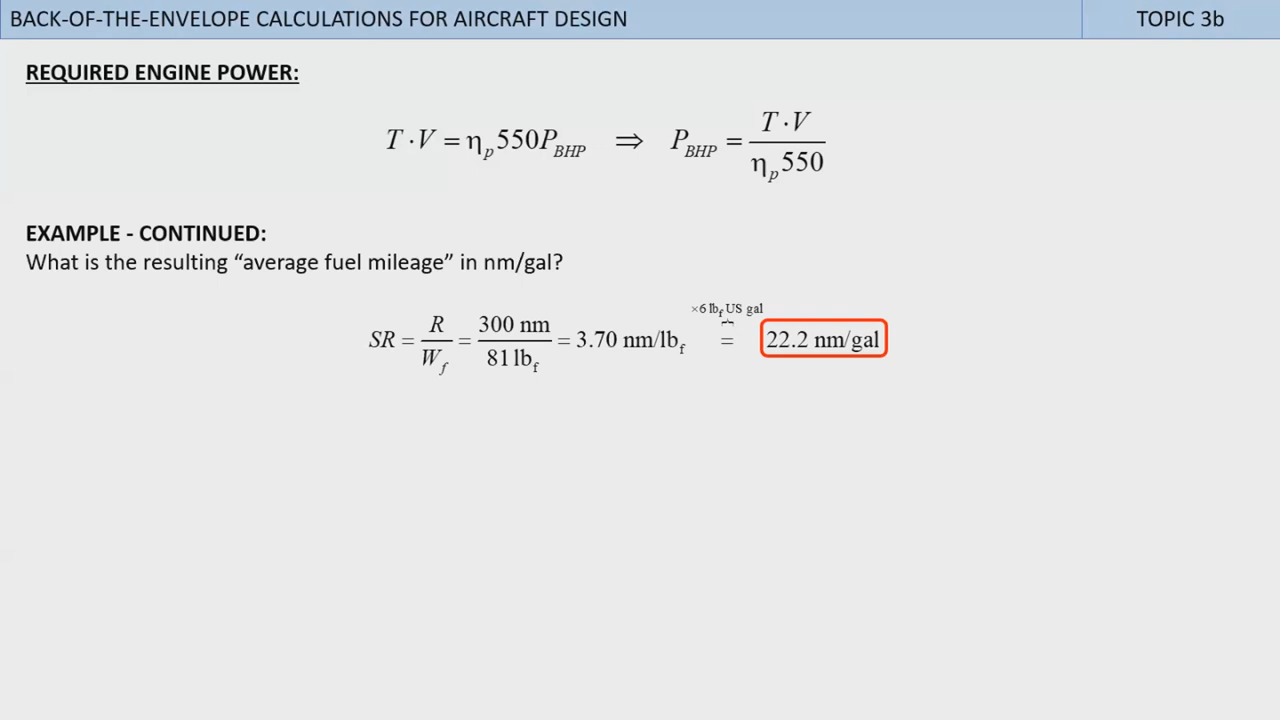 BACK-OF-THE-ENVELOPE CALCULATIONS FOR AIRCRAFT DESIGN
TOPIC 3b
REQUIRED ENGINE POWER:
T · V = η_p 550 P_BHP ⇒ P_BHP = T · V / η_p 550
EXAMPLE - CONTINUED:
What is the resulting “average fuel mileage” in nm/gal?
SR = R / W_f = 300 nm / 81 lb_f = 3.70 nm/lb_f = (×6 lb_f US gal) 22.2 nm/gal